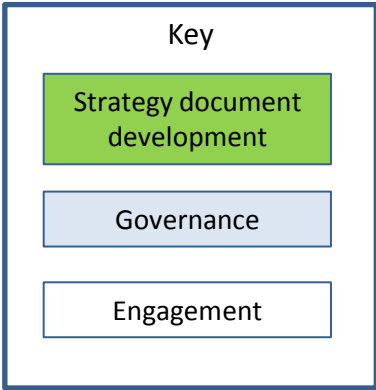 Key
Strategy document
development
Governance
Engagement